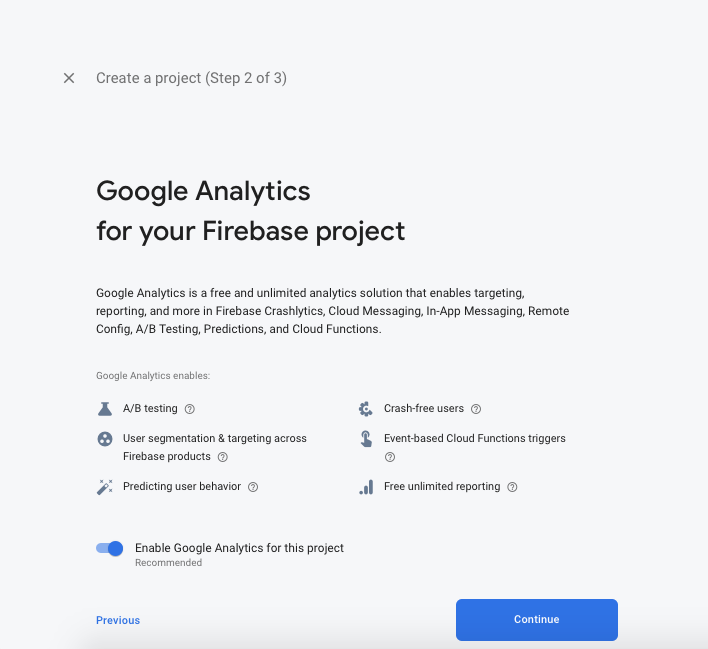 Create a project (Step 2 of 3)
Google Analytics
for your Firebase project
Google Analytics is a free and unlimited analytics solution that enables targeting,
reporting, and more in Firebase Crashlytics, Cloud Messaging, In-App Messaging, Remote
Config, A/B Testing, Predictions, and Cloud Functions.
Google Analytics enables:
A/B testing
Crash-free users
User segmentation & targeting across
Firebase products
Event-based Cloud Functions triggers
Predicting user behavior
Free unlimited reporting
Enable Google Analytics for this project
Recommended
Previous
Continue